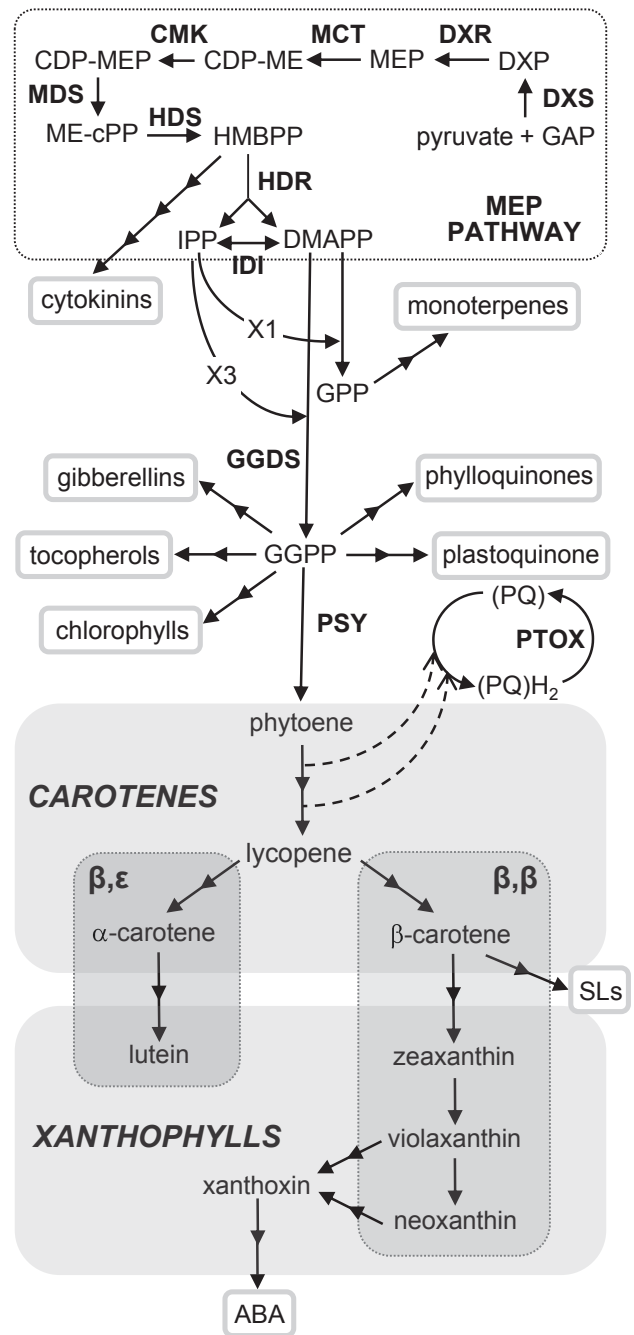 CMK MCT DXR
CDP-MEP CDP-ME MEP DXP
MDS HDS DXS
ME-cPP HMBPP pyruvate + GAP
HDR
MEP
PATHWAY
IPP DMAPP
IDI
cytokinins
monoterpenes
X1
X3
GPP
GGDS
gibberellins phylloquinones
tocopherols GGPP plastoquinone
chlorophylls
PSY
(PQ)
PTOX
(PQ)H2
phytoene
CAROTENES
lycopene
β,ε β,β
α-carotene β-carotene
SLs
lutein zeaxanthin
XANTHOPHYLLS
violaxanthin
xanthoxin
neoxanthin
ABA